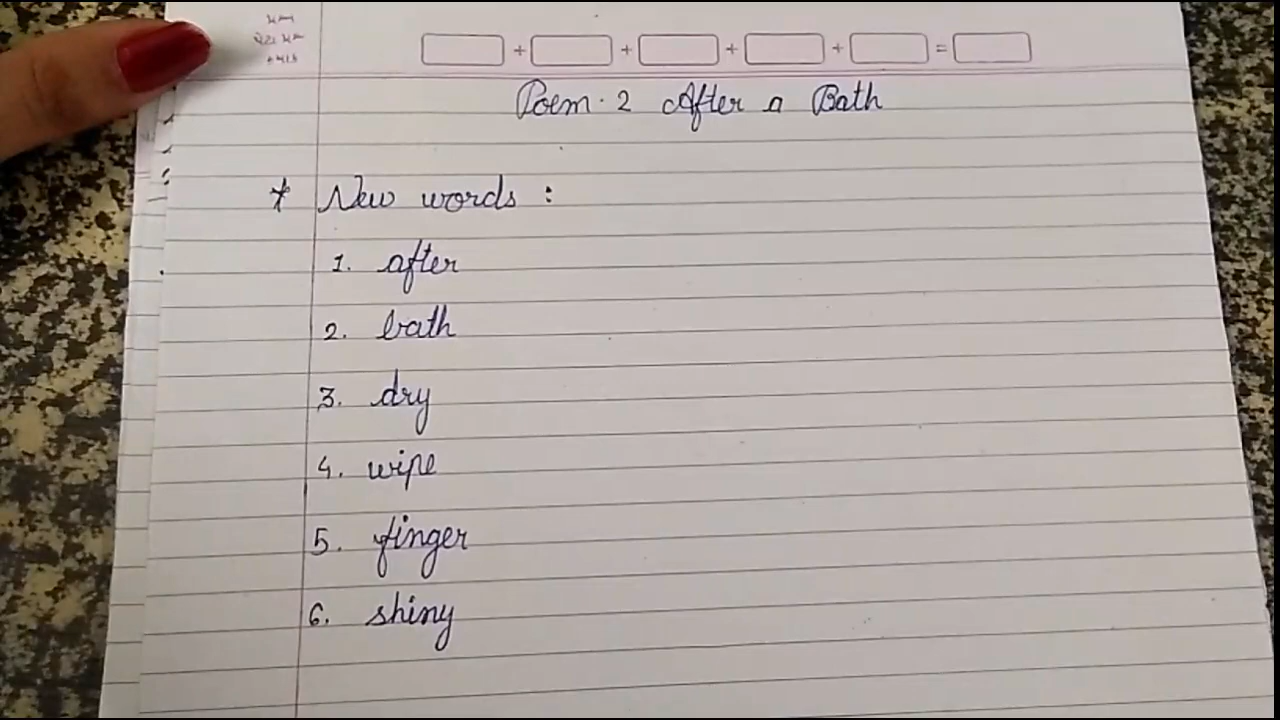 + + + + =
Poem. 2 After a Bath
* New words :
1. after
2. bath
3. dry
4. wipe
5. finger
6. shiny